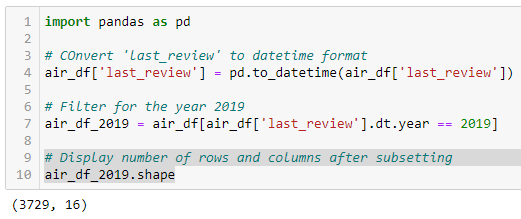 1 import pandas as pd
2
3 # COnvert 'last_review' to datetime format
4 air_df['last_review'] = pd.to_datetime(air_df['last_review'])
5
6 # Filter for the year 2019
7 air_df_2019 = air_df[air_df['last_review'].dt.year == 2019]
8
9 # Display number of rows and columns after subsetting
10 air_df_2019.shape
(3729, 16)